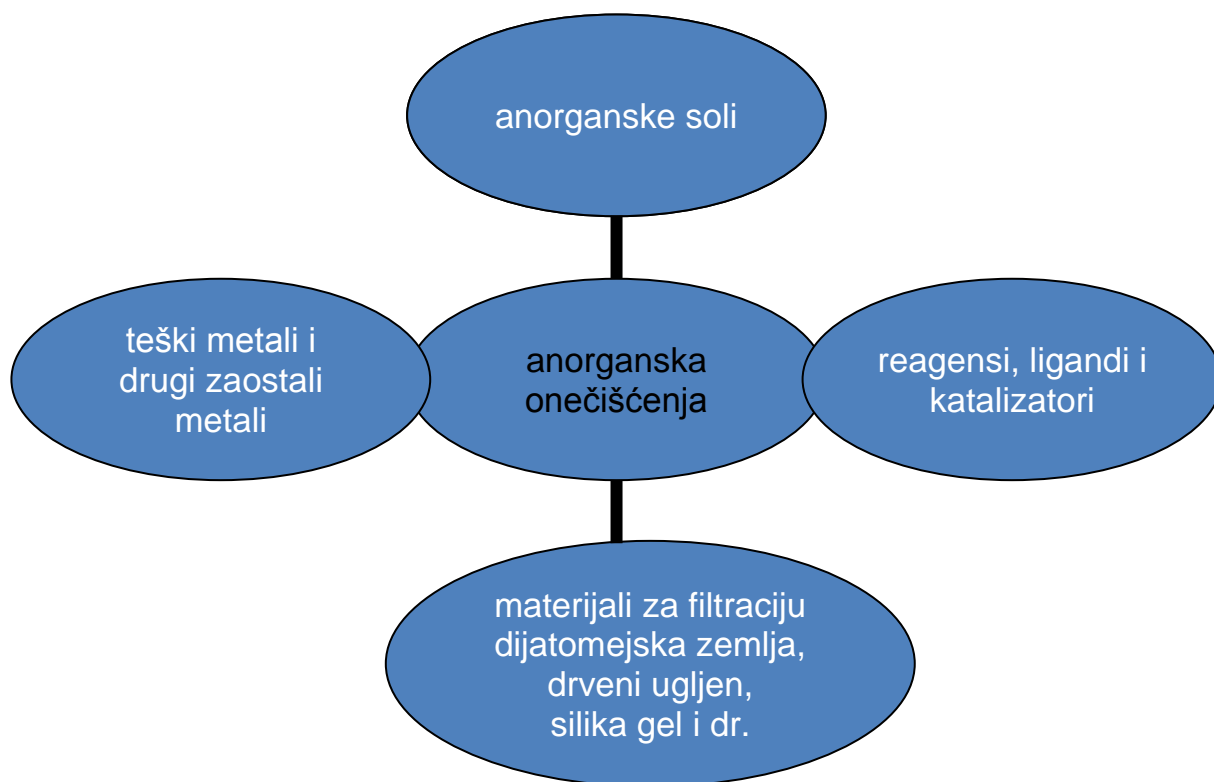 anorganske soli
teški metali i
drugi zaostali
metali
anorganska
onečišćenja
reagensi, ligandi i
katalizatori
materijali za filtraciju
dijatomejska zemlja,
drveni ugljen,
silika gel i dr.